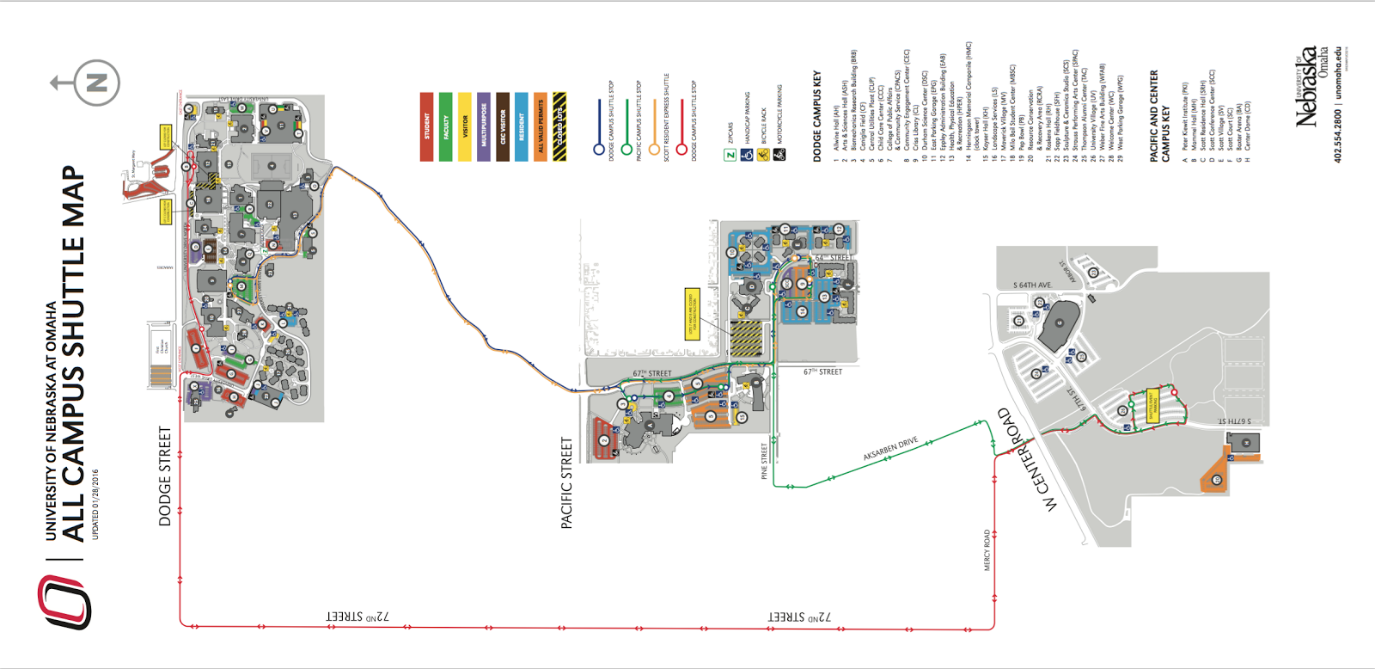 UNIVERSITY OF NEBRASKA AT OMAHA
ALL CAMPUS SHUTTLE MAP
UPDATED 01/28/2016
N
STUDENT
FACULTY
VISITOR
MULTIPURPOSE
CEC VISITOR
RESIDENT
ALL VALID PERMITS
DODGE CAMPUS SHUTTLE STOP
PACIFIC CAMPUS SHUTTLE STOP
SCOTT RESIDENT EXPRESS SHUTTLE
DODGE CAMPUS SHUTTLE STOP
Z ZIPCARS
HANDICAP PARKING
BICYCLE RACK
MOTORCYCLE PARKING
DODGE CAMPUS KEY
1 Allwine Hall (AH)
2 Arts & Sciences Hall (ASH)
3 Biomechanics Research Building (BRB)
4 Caniglia Field (CF)
5 Central Utilities Plant (CUP)
6 Child Care Center (CCC)
7 College of Public Affairs
& Community Service (CPACS)
8 Community Engagement Center (CEC)
9 Criss Library (CL)
10 Durham Science Center (DSC)
11 East Parking Garage (EPG)
12 Eppley Administration Building (EAB)
13 Health, Physical Education
& Recreation (HPER)
14 Henningson Memorial Campanile (HMC)
(clock tower)
15 Kayser Hall (KH)
16 Landscape Services (LS)
17 Maverick Village (MV)
18 Milo Bail Student Center (MBSC)
19 Pep Bowl (PB)
20 Resource Conservation
& Recovery Area (RCRA)
21 Roskens Hall (RH)
22 Sapp Fieldhouse (SFH)
23 Sculpture & Ceramics Studio (SCS)
24 Strauss Performing Arts Center (SPAC)
25 Thompson Alumni Center (TAC)
26 University Village (UV)
27 Weber Fine Arts Building (WFAB)
28 Welcome Center (WC)
29 West Parking Garage (WPG)
PACIFIC AND CENTER
CAMPUS KEY
A Peter Kiewit Institute (PKI)
B Mammel Hall (MH)
C Scott Residence Hall (SRH)
D Scott Conference Center (SCC)
E Scott Village (SV)
F Scott Court (SC)
G Baxter Arena (BA)
H Center Dome (CD)
UNIVERSITY OF
Nebraska
Omaha
402.554.2800 | unomaha.edu
DODGE STREET
PACIFIC STREET
67TH STREET
64TH STREET
67TH STREET
PINE STREET
AKSARBEN DRIVE
W CENTER ROAD
MERCY ROAD
S 64TH AVE.
67TH ST.
S 67TH ST
72ND STREET
72ND STREET